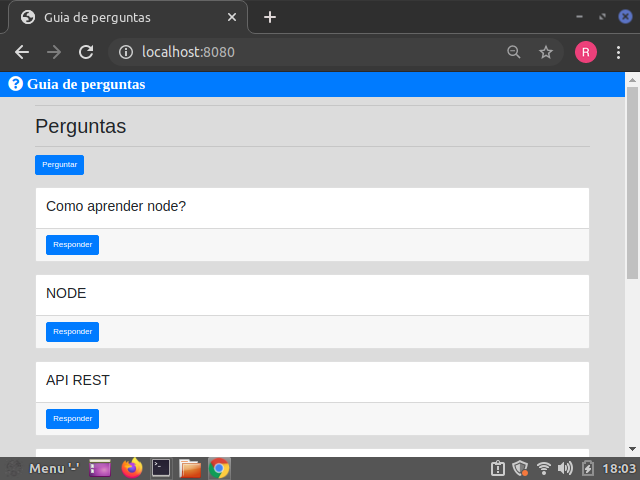 Guia de perguntas
localhost:8080
R
? Guia de perguntas
Perguntas
Perguntar
Como aprender node?
Responder
NODE
Responder
API REST
Responder
Menu '-' 18:03